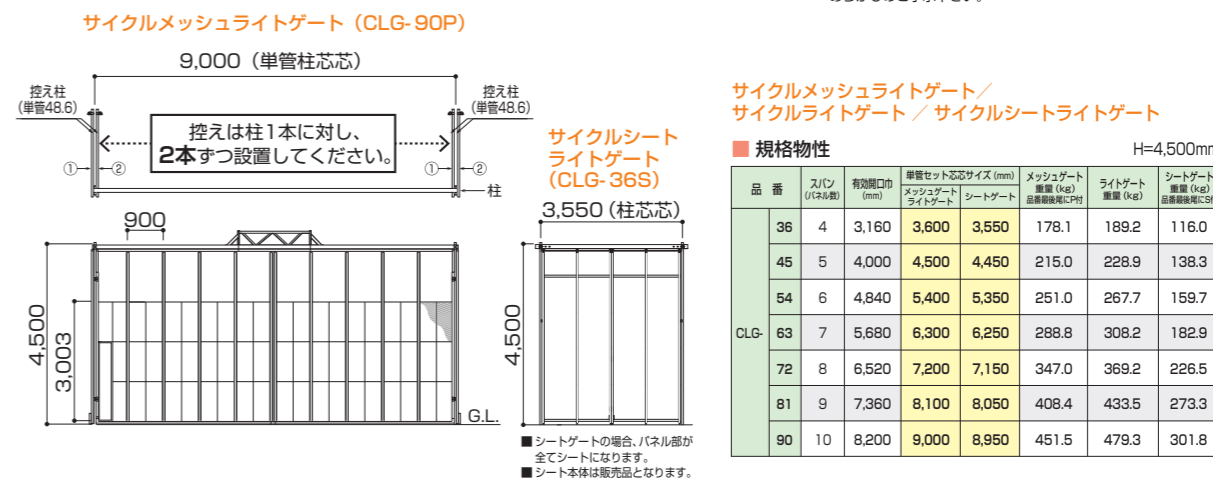 サイクルメッシュライトゲート（CLG-90P）
9,000（単管柱芯芯）
控え柱
（単管48.6）
控え柱
（単管48.6）
控えは柱1本に対し、
2本ずつ設置してください。
① ②
① ②
柱
900
4,500
3,003
G.L.
サイクルシート
ライトゲート
（CLG-36S）
3,550（柱芯芯）
4,500
■ シートゲートの場合、パネル部が
全てシートになります。
■ シート本体は販売品となります。
サイクルメッシュライトゲート／
サイクルライトゲート ／ サイクルシートライトゲート
■ 規格物性
H=4,500mm
品 番 スパン（パネル数） 有効開口巾（mm） 単管セット芯芯サイズ（mm） メッシュゲートライトゲート シートゲート メッシュゲート重量（kg）品番最後尾にP付 ライトゲート重量（kg） シートゲート重量（kg）品番最後尾にS付
CLG-
36 4 3,160 3,600 3,550 178.1 189.2 116.0
45 5 4,000 4,500 4,450 215.0 228.9 138.3
54 6 4,840 5,400 5,350 251.0 267.7 159.7
63 7 5,680 6,300 6,250 288.8 308.2 182.9
72 8 6,520 7,200 7,150 347.0 369.2 226.5
81 9 7,360 8,100 8,050 408.4 433.5 273.3
90 10 8,200 9,000 8,950 451.5 479.3 301.8